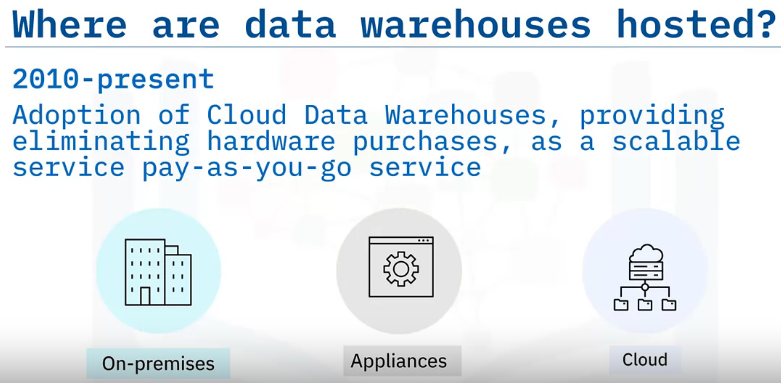 Where are data warehouses hosted?
2010-present
Adoption of Cloud Data Warehouses, providing
eliminating hardware purchases, as a scalable
service pay-as-you-go service
On-premises
Appliances
Cloud